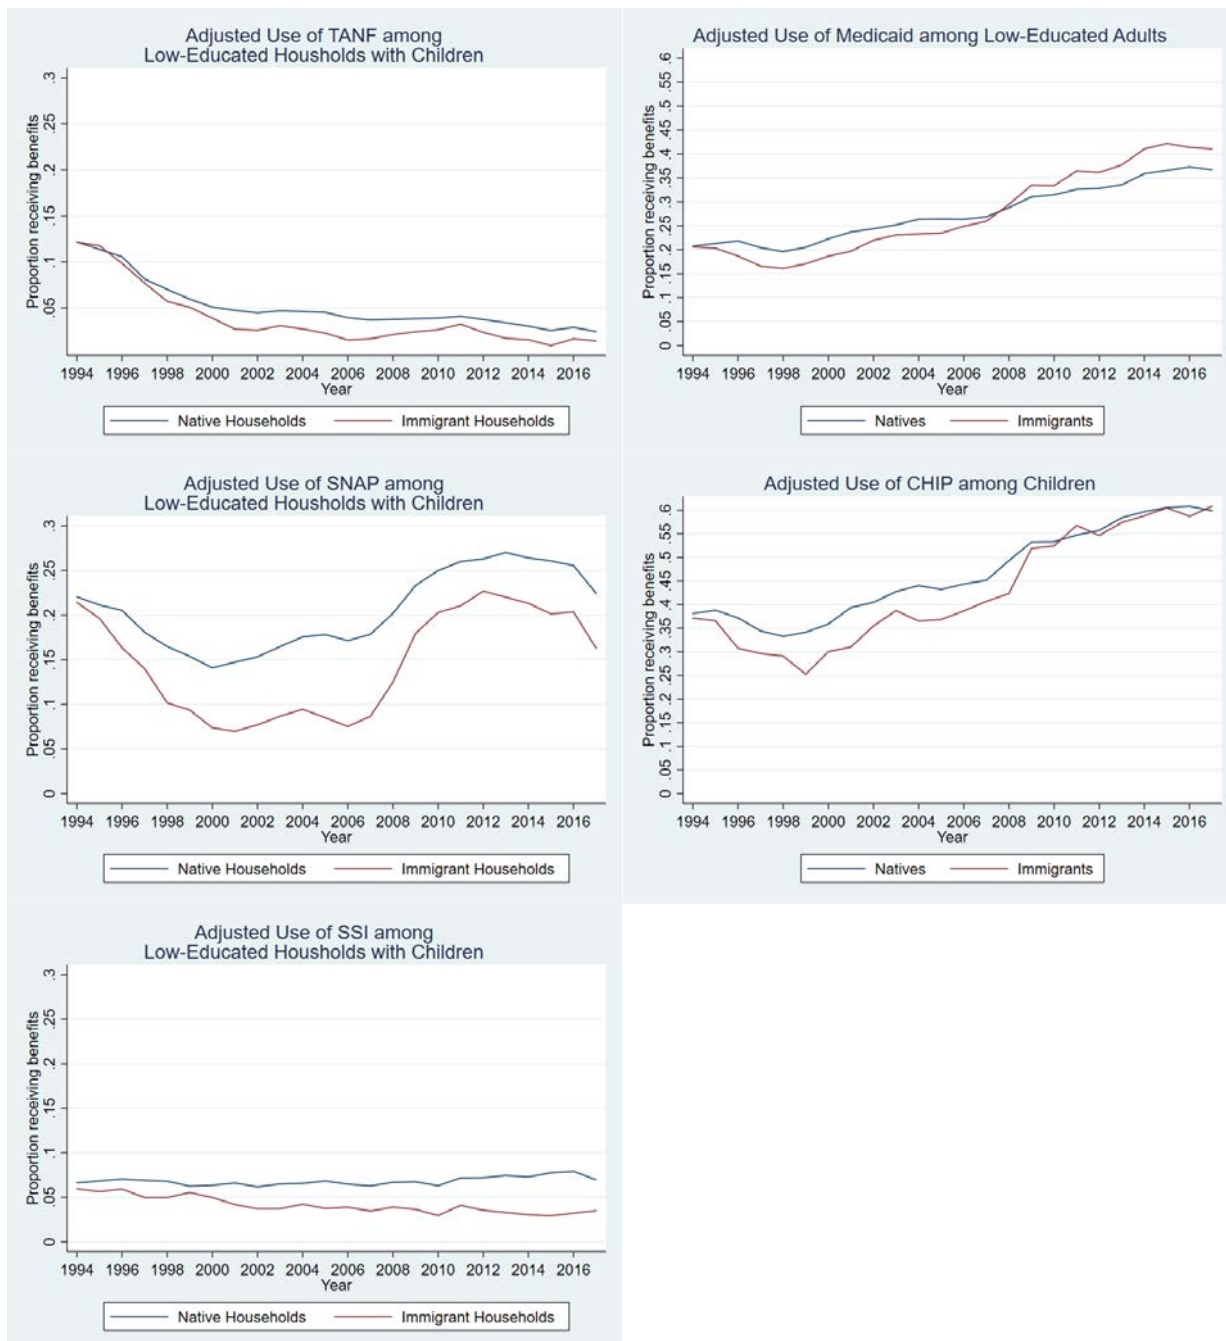 Adjusted Use of TANF among
Low-Educated Housholds with Children
Proportion receiving benefits
.3
.25
.2
.15
.1
.05
1994 1996 1998 2000 2002 2004 2006 2008 2010 2012 2014 2016
Year
Native Households Immigrant Households
Adjusted Use of Medicaid among Low-Educated Adults
Proportion receiving benefits
.6
.55
.5
.45
.4
.35
.3
.25
.2
.15
.1
.05
0
1994 1996 1998 2000 2002 2004 2006 2008 2010 2012 2014 2016
Year
Natives Immigrants
Adjusted Use of SNAP among
Low-Educated Housholds with Children
Proportion receiving benefits
.3
.25
.2
.15
.1
.05
0
1994 1996 1998 2000 2002 2004 2006 2008 2010 2012 2014 2016
Year
Native Households Immigrant Households
Adjusted Use of CHIP among Children
Proportion receiving benefits
.6
.55
.5
.45
.4
.35
.3
.25
.2
.15
.1
.05
0
1994 1996 1998 2000 2002 2004 2006 2008 2010 2012 2014 2016
Year
Natives Immigrants
Adjusted Use of SSI among
Low-Educated Housholds with Children
Proportion receiving benefits
.3
.25
.2
.15
.1
.05
0
1994 1996 1998 2000 2002 2004 2006 2008 2010 2012 2014 2016
Year
Native Households Immigrant Households